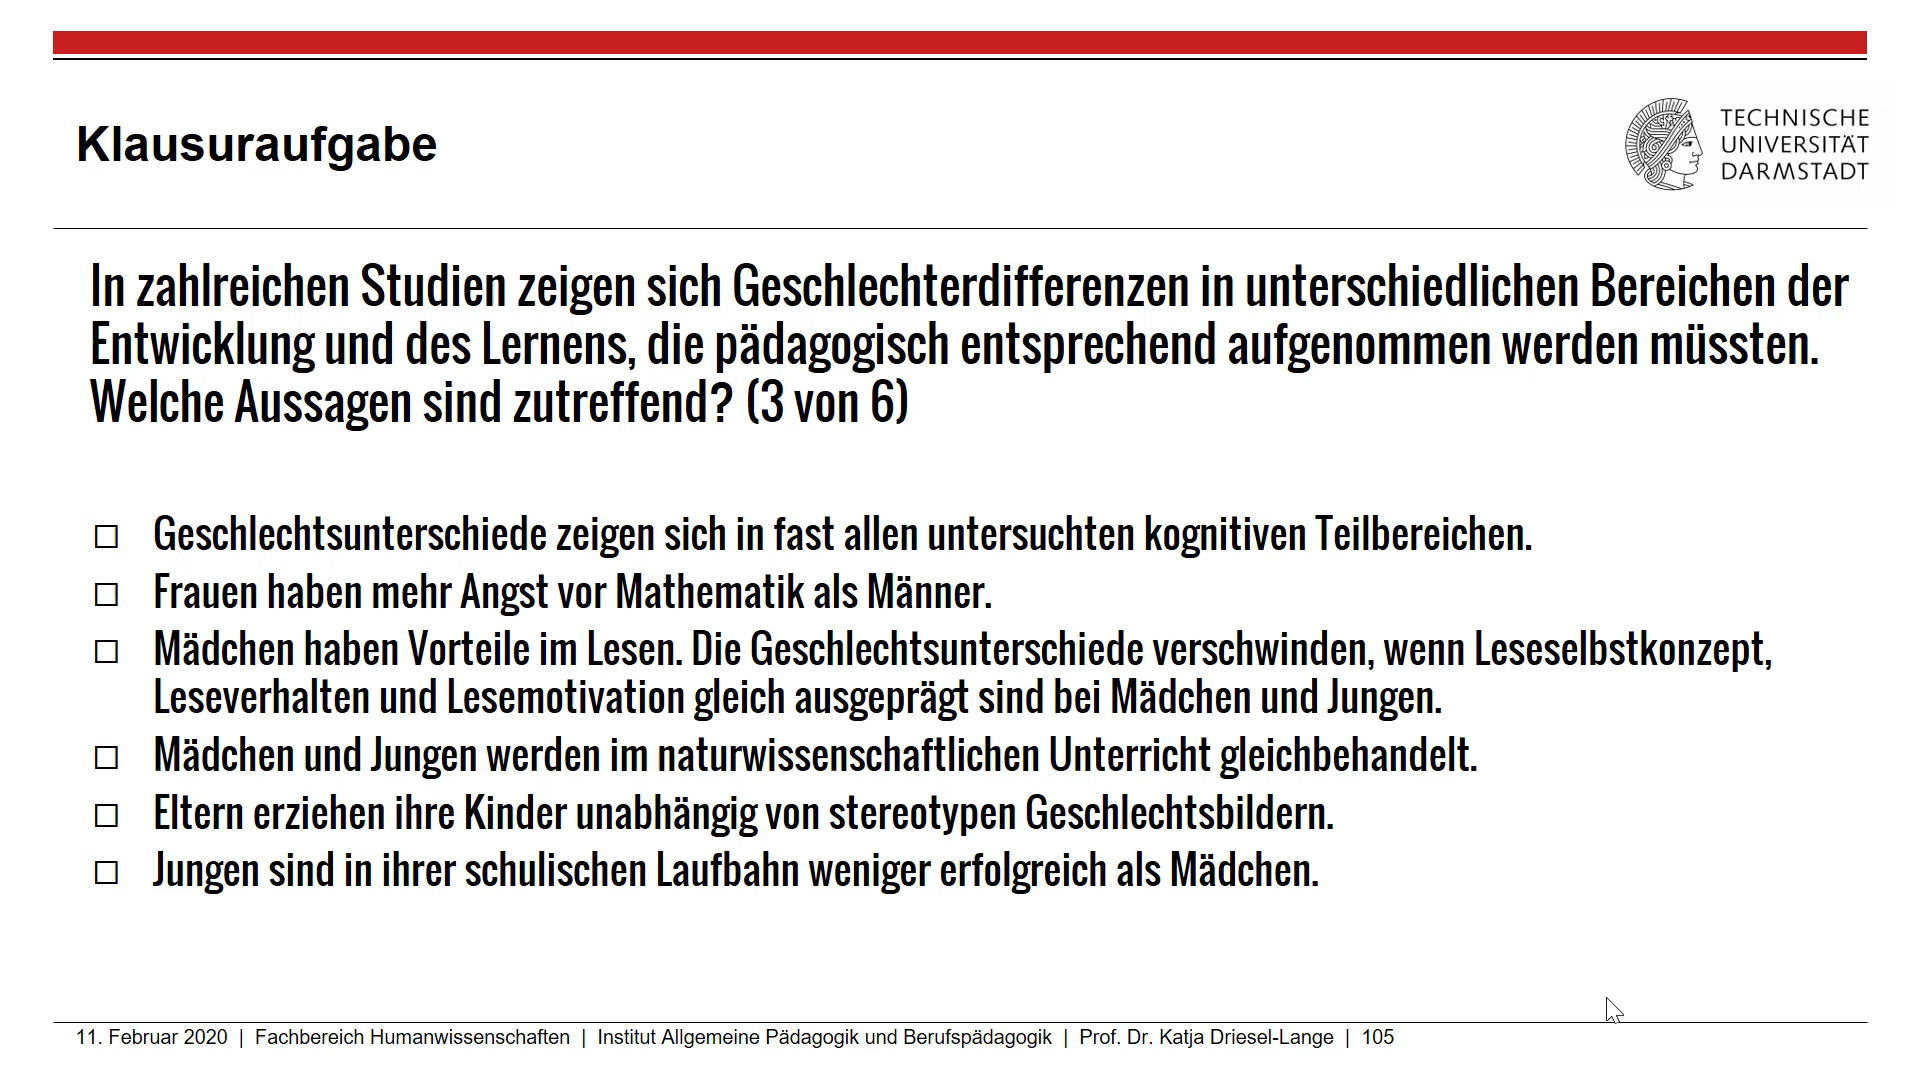 Klausuraufgabe
TECHNISCHE
UNIVERSITÄT
DARMSTADT
In zahlreichen Studien zeigen sich Geschlechterdifferenzen in unterschiedlichen Bereichen der
Entwicklung und des Lernens, die pädagogisch entsprechend aufgenommen werden müssten.
Welche Aussagen sind zutreffend? (3 von 6)
□ Geschlechtsunterschiede zeigen sich in fast allen untersuchten kognitiven Teilbereichen.
□ Frauen haben mehr Angst vor Mathematik als Männer.
□ Mädchen haben Vorteile im Lesen. Die Geschlechtsunterschiede verschwinden, wenn Leseselbstkonzept,
Leseverhalten und Lesemotivation gleich ausgeprägt sind bei Mädchen und Jungen.
□ Mädchen und Jungen werden im naturwissenschaftlichen Unterricht gleichbehandelt.
□ Eltern erziehen ihre Kinder unabhängig von stereotypen Geschlechtsbildern.
□ Jungen sind in ihrer schulischen Laufbahn weniger erfolgreich als Mädchen.
11. Februar 2020 | Fachbereich Humanwissenschaften | Institut Allgemeine Pädagogik und Berufspädagogik | Prof. Dr. Katja Driesel-Lange | 105